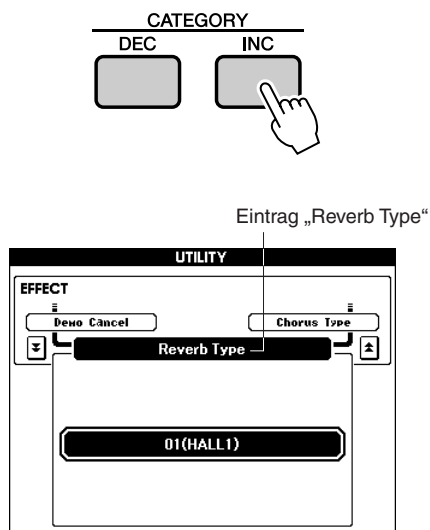 CATEGORY
DEC INC
Eintrag „Reverb Type“
UTILITY
EFFECT
Demo Cancel Chorus Type
Reverb Type
01(HALL1)